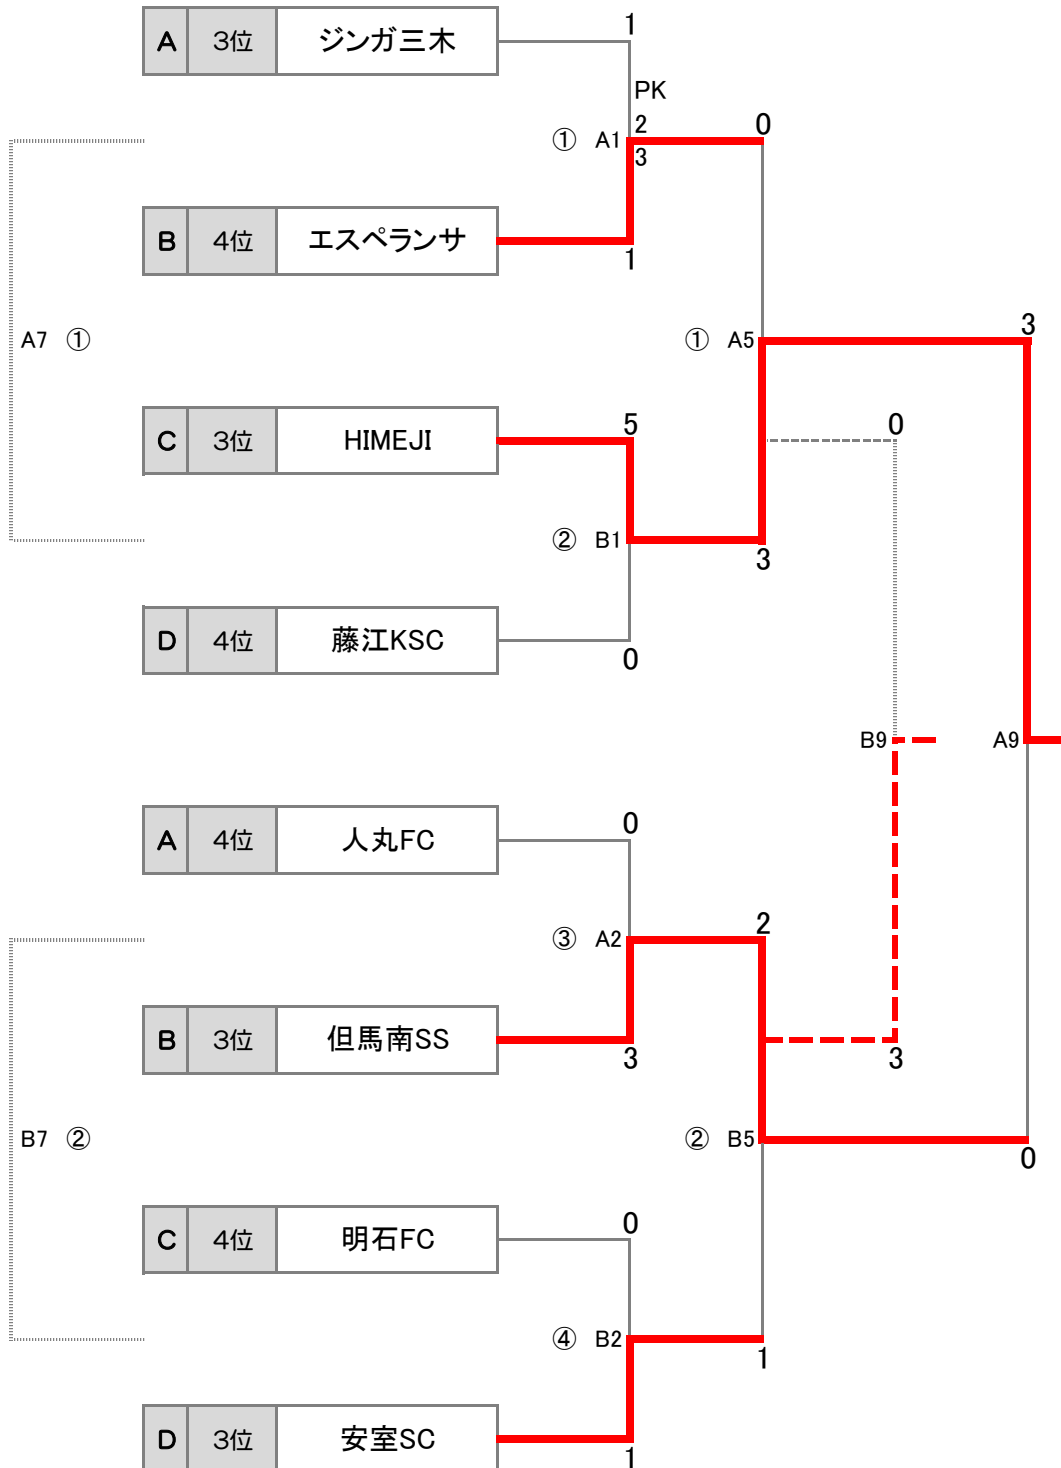 A 3位 ジンガ三木 1
PK
① A1 2 0
3
B 4位 エスペランサ 1
A7 ① ① A5 3
C 3位 HIMEJI 5 0
② B1 3
D 4位 藤江KSC 0
B9 A9
A 4位 人丸FC 0
③ A2 2
B 3位 但馬南SS 3 3
B7 ② ② B5 0
C 4位 明石FC 0
④ B2 1
D 3位 安室SC 1